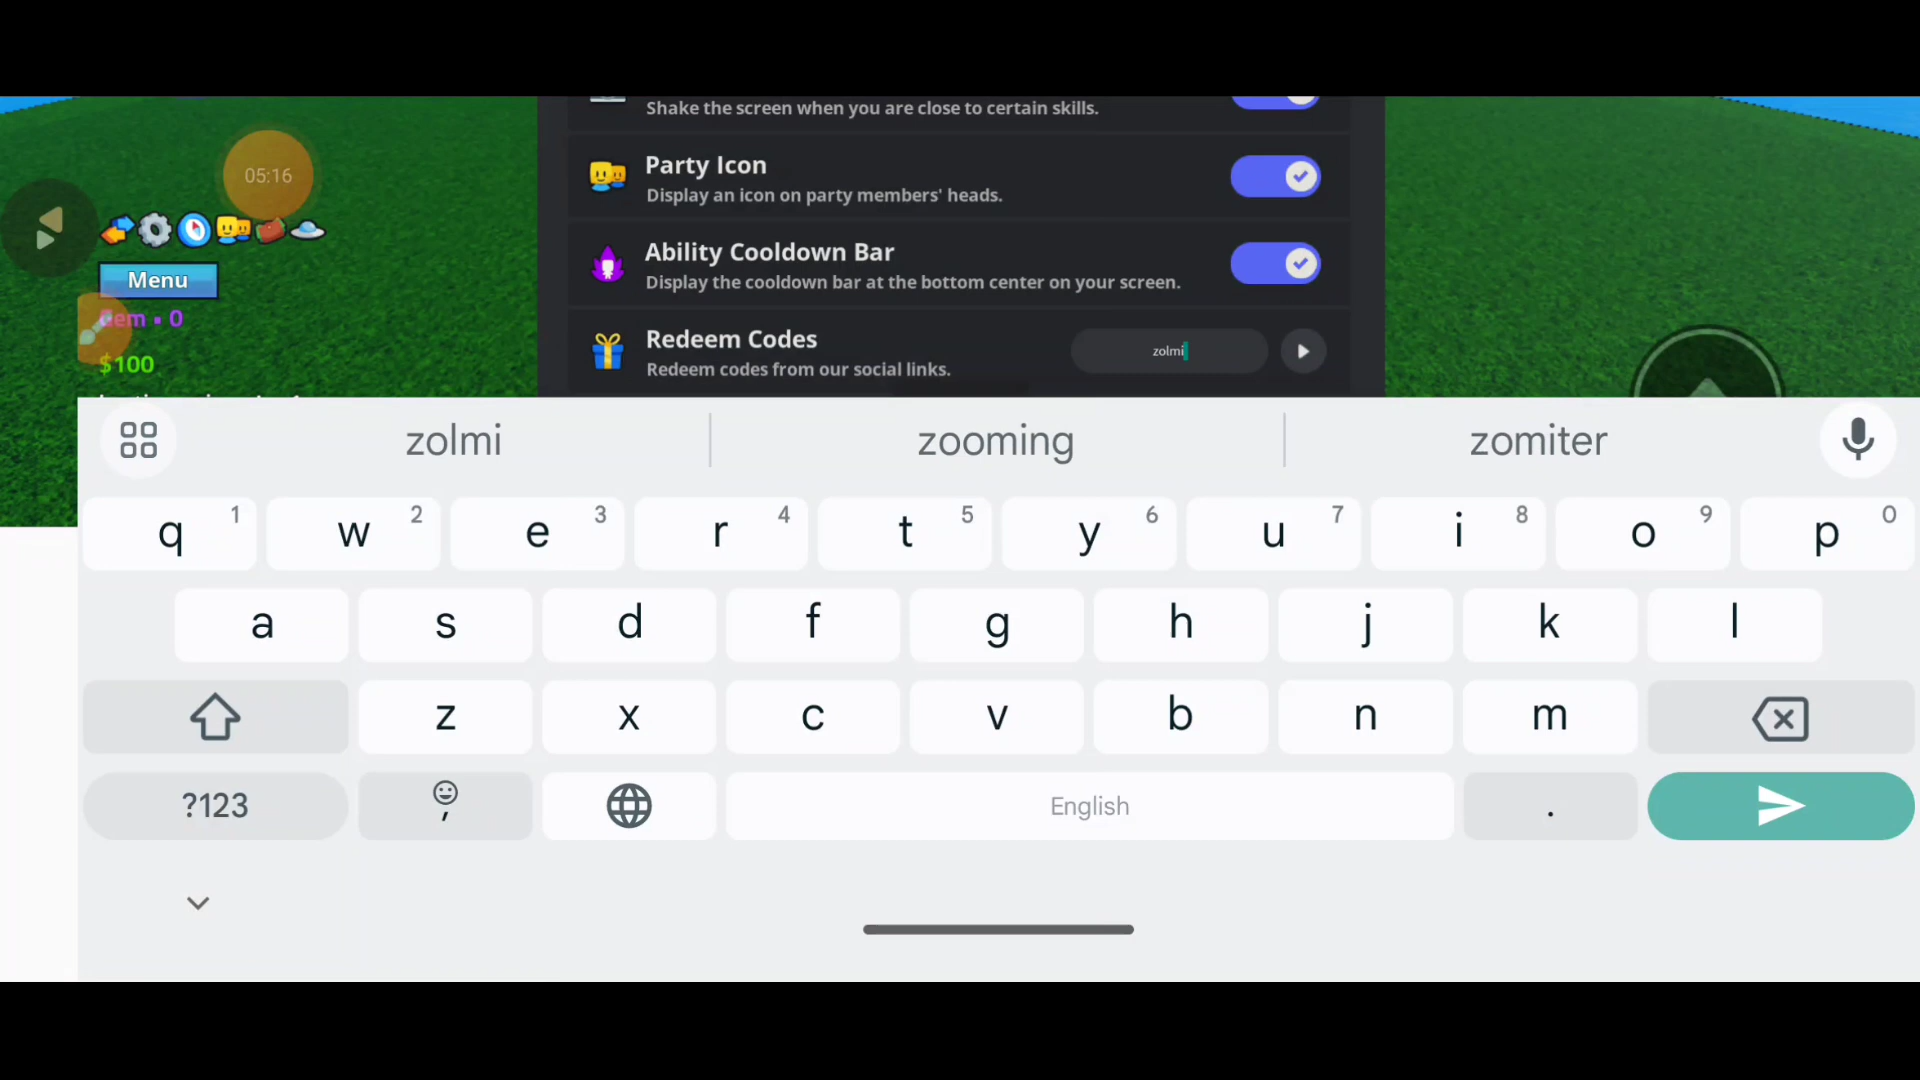 Shake the screen when you are close to certain skills.
05:16
Party Icon
Display an icon on party members' heads.
Menu
Ability Cooldown Bar
Display the cooldown bar at the bottom center on your screen.
Gem ▪ 0
$100
Redeem Codes
Redeem codes from our social links.
zolmi
zolmi zooming zomiter
q 1 w 2 e 3 r 4 t 5 y 6 u 7 i 8 o 9 p 0
a s d f g h j k l
z x c v b n m
?123 , English .